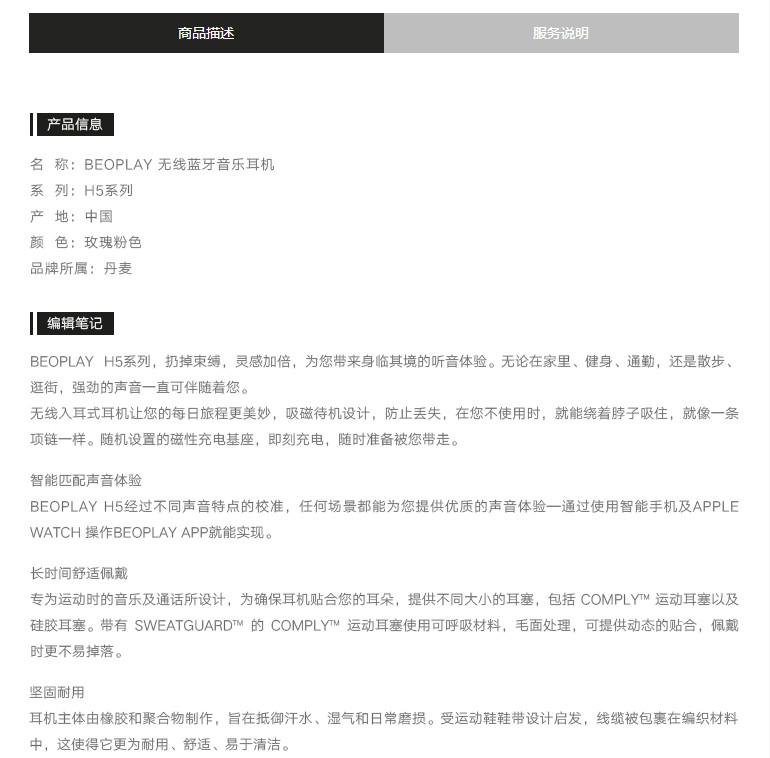 商品描述
服务说明
产品信息
名 称：BEOPLAY 无线蓝牙音乐耳机
系 列：H5系列
产 地：中国
颜 色：玫瑰粉色
品牌所属：丹麦
编辑笔记
BEOPLAY H5系列，扔掉束缚，灵感加倍，为您带来身临其境的听音体验。无论在家里、健身、通勤，还是散步、
逛街，强劲的声音一直可伴随着您。
无线入耳式耳机让您的每日旅程更美妙，吸磁待机设计，防止丢失，在您不使用时，就能绕着脖子吸住，就像一条
项链一样。随机设置的磁性充电基座，即刻充电，随时准备被您带走。
智能匹配声音体验
BEOPLAY H5经过不同声音特点的校准，任何场景都能为您提供优质的声音体验—通过使用智能手机及APPLE
WATCH 操作BEOPLAY APP就能实现。
长时间舒适佩戴
专为运动时的音乐及通话所设计，为确保耳机贴合您的耳朵，提供不同大小的耳塞，包括 COMPLY™ 运动耳塞以及
硅胶耳塞。带有 SWEATGUARD™ 的 COMPLY™ 运动耳塞使用可呼吸材料，毛面处理，可提供动态的贴合，佩戴
时更不易掉落。
坚固耐用
耳机主体由橡胶和聚合物制作，旨在抵御汗水、湿气和日常磨损。受运动鞋鞋带设计启发，线缆被包裹在编织材料
中，这使得它更为耐用、舒适、易于清洁。